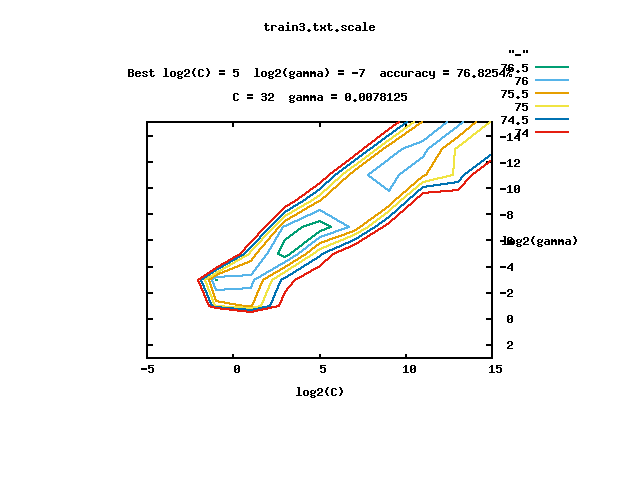 train3.txt.scale
"-"
76.5
Best log2(C) = 5  log2(gamma) = -7  accuracy = 76.8254%
76
C = 32  gamma = 0.0078125
75.5
75
74.5
74
-14
-12
-10
-8
-6
log2(gamma)
-4
-2
0
2
-5 0 5 10 15
log2(C)